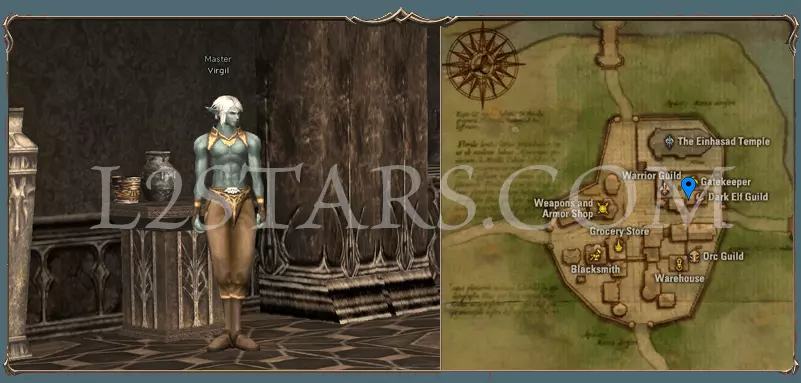 Master
Virgil
L2STARS.COM
The Einhasad Temple
Warrior Guild
Gatekeeper
Dark Elf Guild
Weapons and
Armor Shop
Grocery Store
Orc Guild
Blacksmith
Warehouse